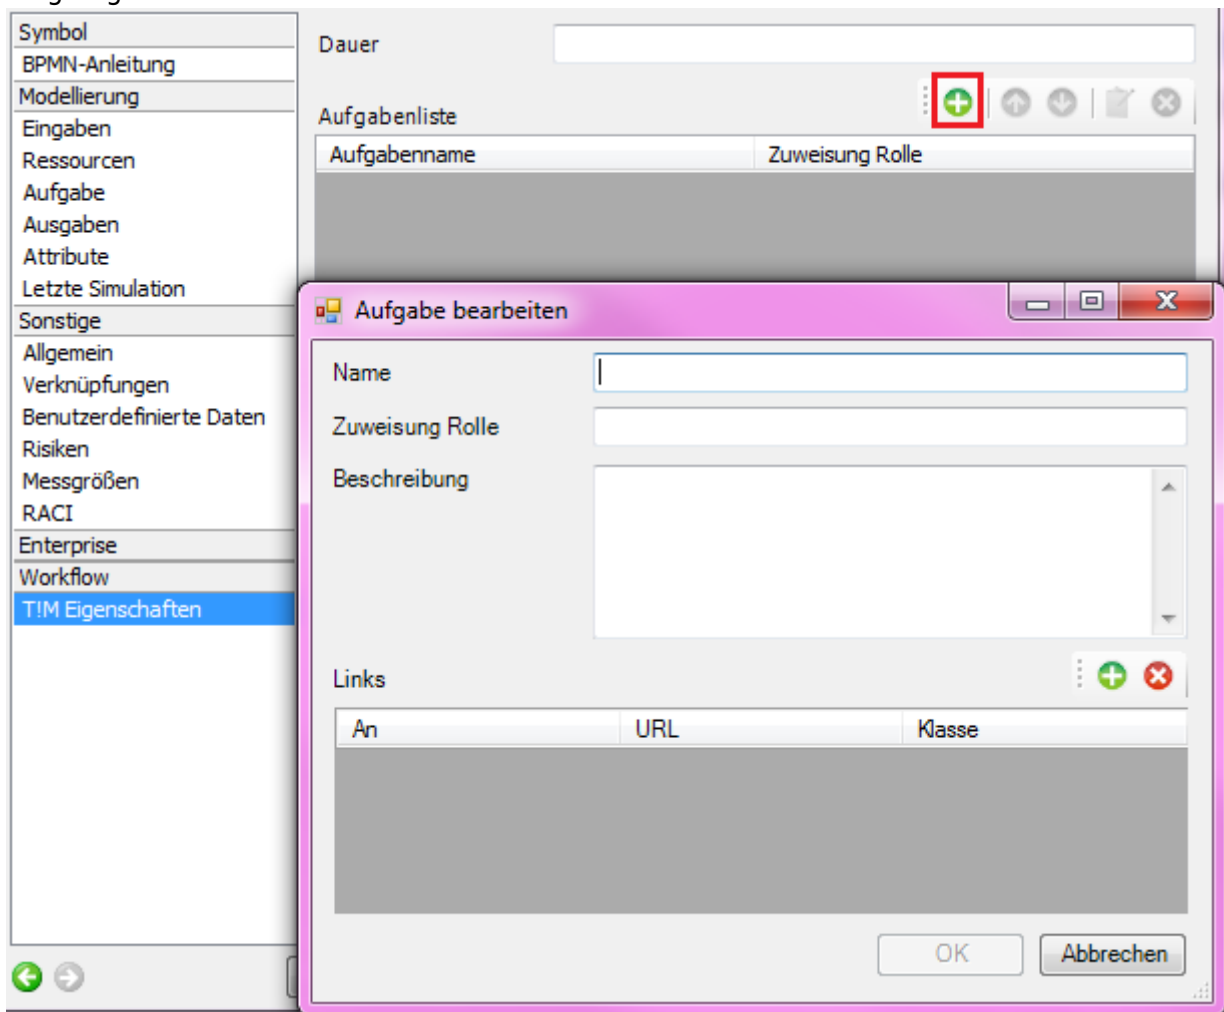 Symbol
BPMN-Anleitung
Modellierung
Eingaben
Ressourcen
Aufgabe
Ausgaben
Attribute
Letzte Simulation
Sonstige
Allgemein
Verknüpfungen
Benutzerdefinierte Daten
Risiken
Messgrößen
RACI
Enterprise
Workflow
T!M Eigenschaften
Dauer
Aufgabenliste
Aufgabenname Zuweisung Rolle
Aufgabe bearbeiten
Name
Zuweisung Rolle
Beschreibung
Links
An URL Klasse
OK Abbrechen